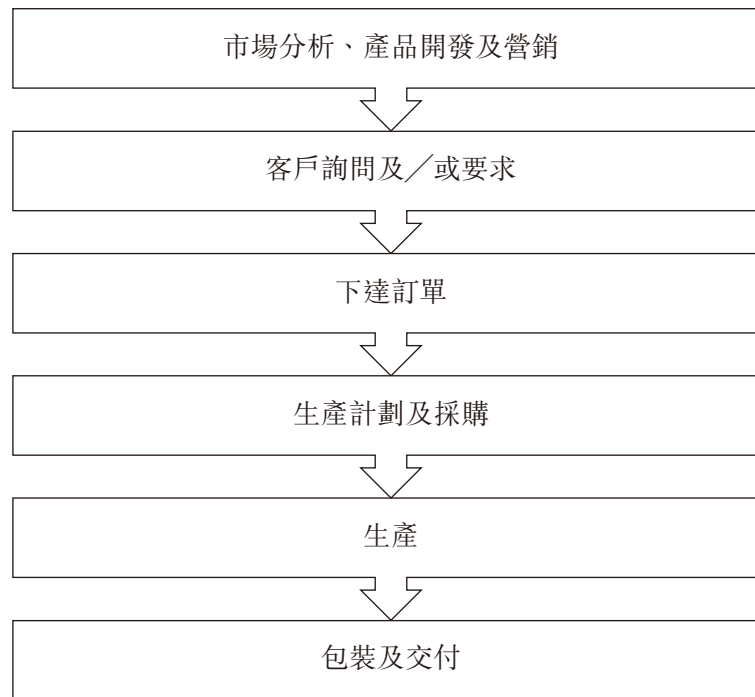 市場分析、產品開發及營銷
客戶詢問及／或要求
下達訂單
生產計劃及採購
生產
包裝及交付